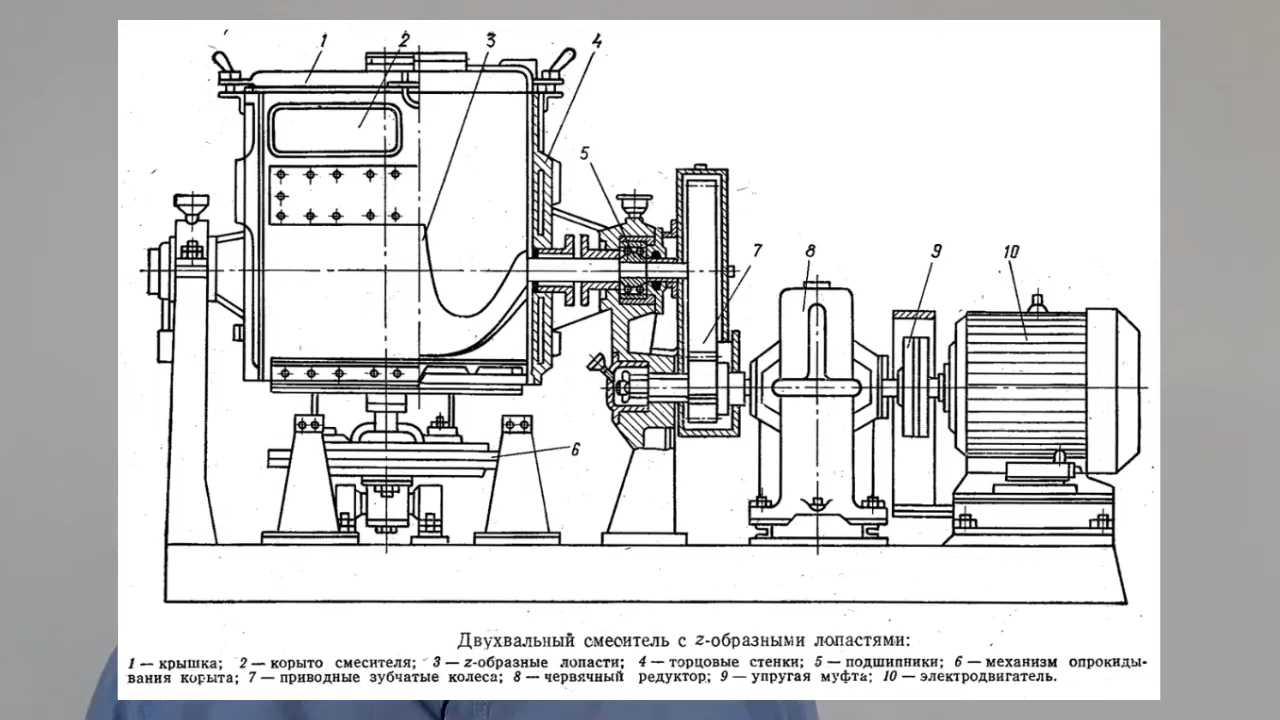 1 2 3 4
5
7 8 9 10
6
Двухвальный смеситель с z-образными лопастями:
1 — крышка; 2 — корыто смесителя; 3 — z-образные лопасти; 4 — торцовые стенки; 5 — подшипники; 6 — механизм опрокиды-
вания корыта; 7 — приводные зубчатые колеса; 8 — червячный редуктор; 9 — упругая муфта; 10 — электродвигатель.